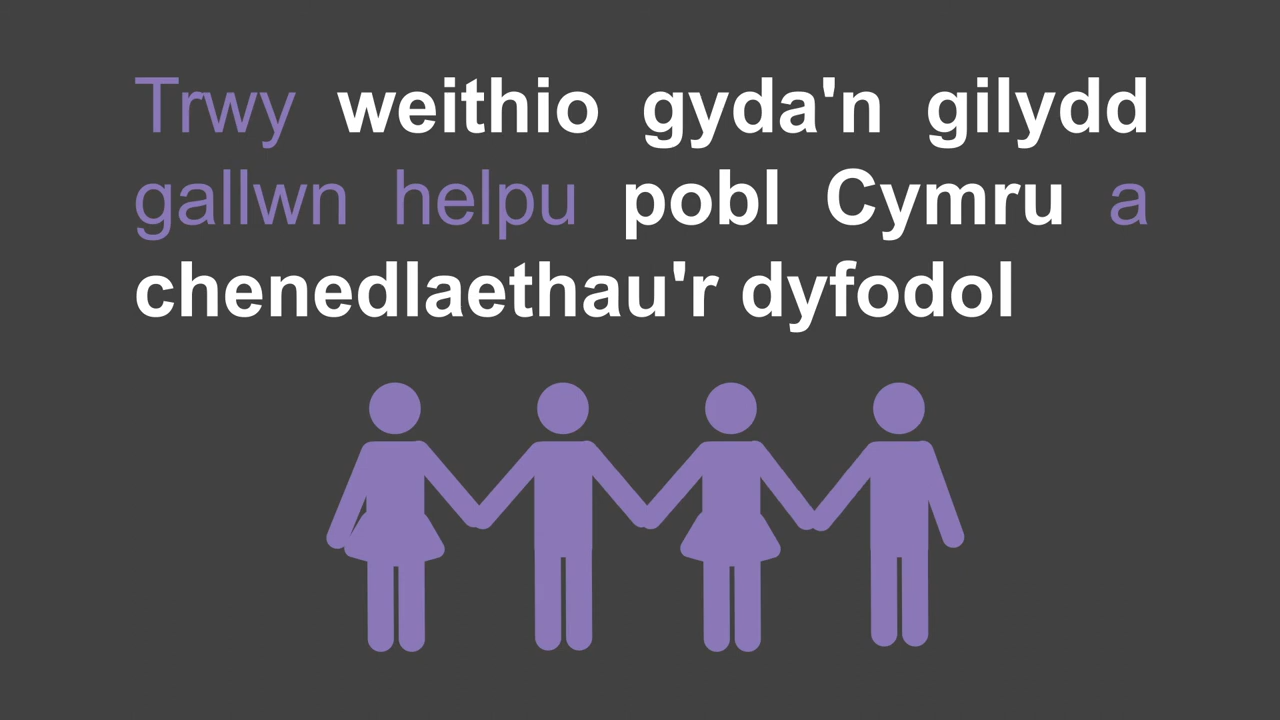 Trwy weithio gyda'n gilydd
gallwn helpu pobl Cymru a
chenedlaethau'r dyfodol